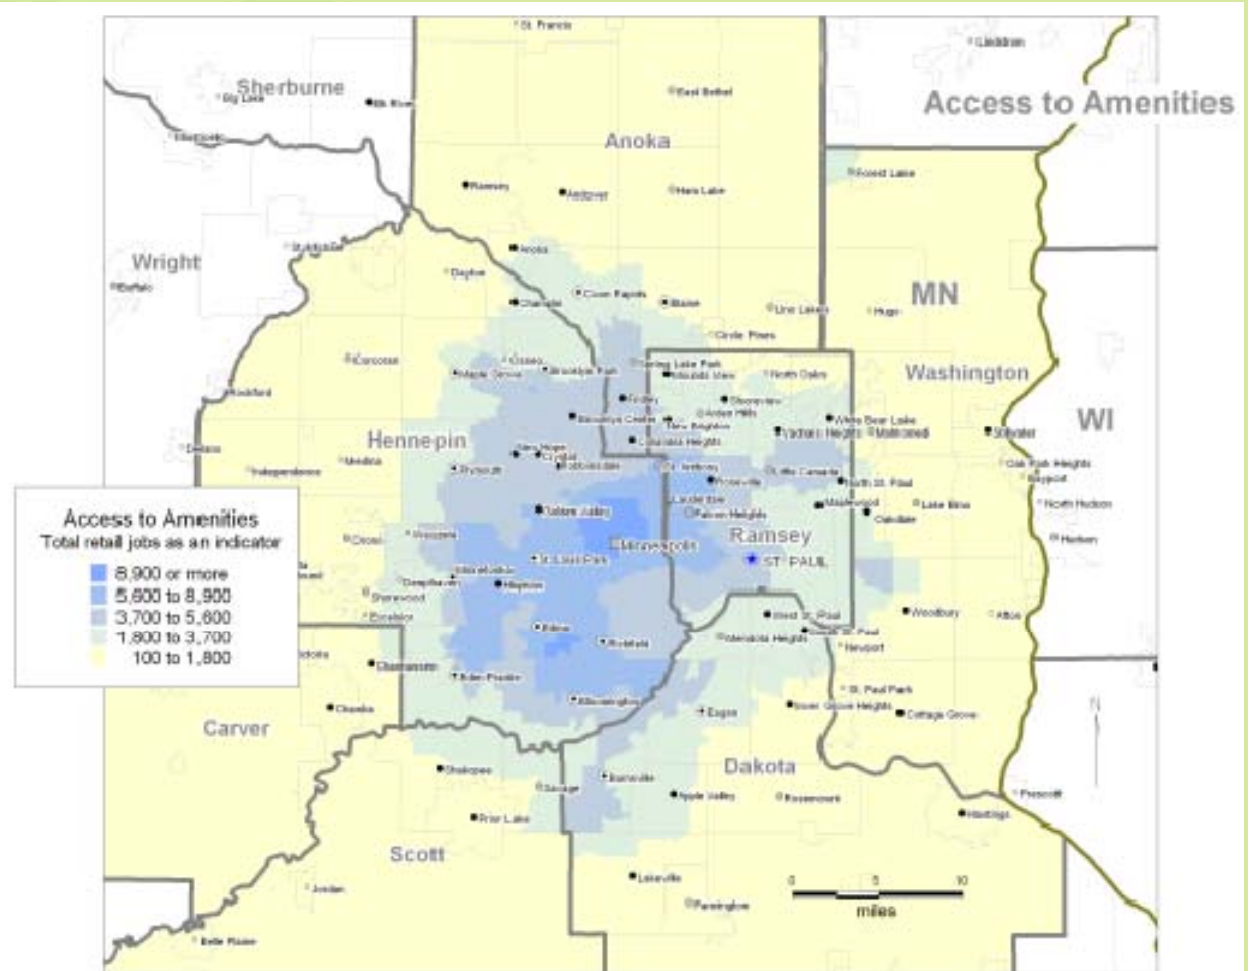 St. Francis
Lindstrom
Sherburne
Big Lake
Elk River
East Bethel
Access to Amenities
Monticello
Anoka
Forest Lake
Ramsey
Andover
Ham Lake
Anoka
Wright
Buffalo
Dayton
Coon Rapids
MN
Champlin
Blaine
Lino Lakes
Hugo
Circle Pines
Corcoran
Osseo
Maple Grove
Brooklyn Park
Spring Lake Park
Mounds View
North Oaks
Washington
Rockford
Fridley
Shoreview
Arden Hills
Brooklyn Center
New Brighton
White Bear Lake
WI
Vadnais Heights
Mahtomedi
Stillwater
Hennepin
Columbia Heights
Delano
New Hope
Crystal
Robbinsdale
Independence
Medina
Plymouth
St. Anthony
Roseville
Little Canada
Oak Park Heights
Bayport
North St. Paul
Lauderdale
Maplewood
Lake Elmo
North Hudson
Golden Valley
Falcon Heights
Oakdale
Access to Amenities
Total retail jobs as an indicator
8,900 or more
5,600 to 8,900
3,700 to 5,600
1,800 to 3,700
100 to 1,800
Orono
Wayzata
Minneapolis
Ramsey
Hudson
St. Louis Park
ST. PAUL
Minnetonka
Deephaven
Hopkins
Shorewood
Excelsior
Woodbury
Afton
West St. Paul
Edina
Richfield
Mendota Heights
South St. Paul
Newport
Chanhassen
Eden Prairie
St. Paul Park
Bloomington
Chaska
Eagan
Inver Grove Heights
Cottage Grove
N
Carver
Shakopee
Burnsville
Dakota
Savage
Apple Valley
Rosemount
Prescott
Prior Lake
Hastings
Scott
Jordan
Lakeville
0 5 10
miles
Farmington
Belle Plaine